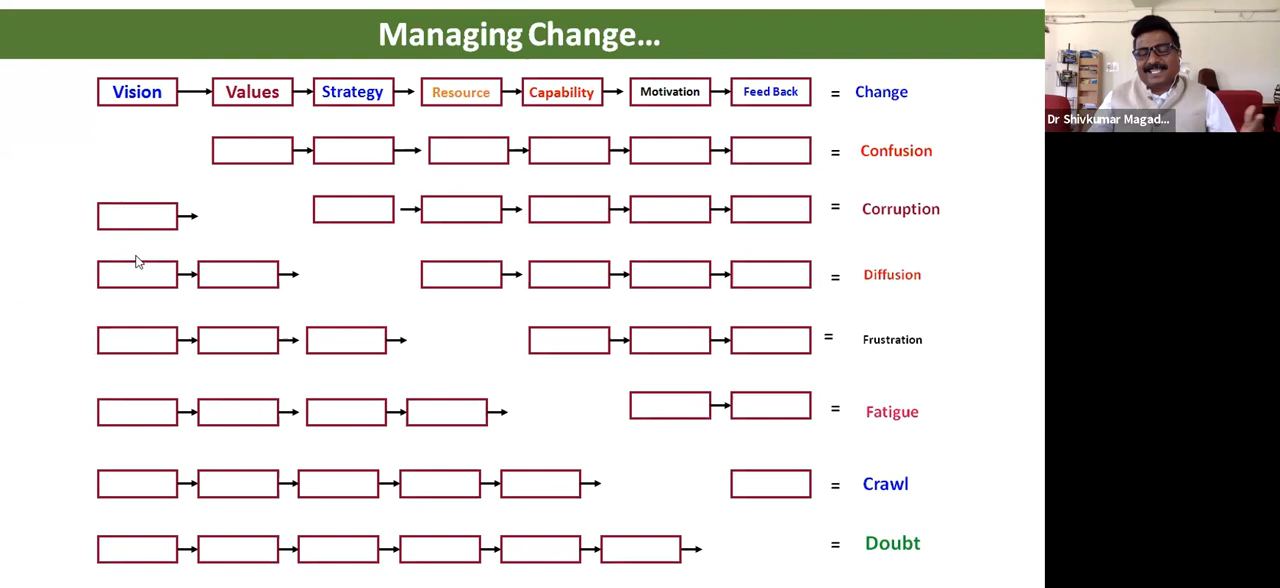 Managing Change...
Vision Values Strategy Resource Capability Motivation Feed Back = Change
= Confusion
= Corruption
= Diffusion
= Frustration
= Fatigue
= Crawl
= Doubt
Dr Shivkumar Magad...